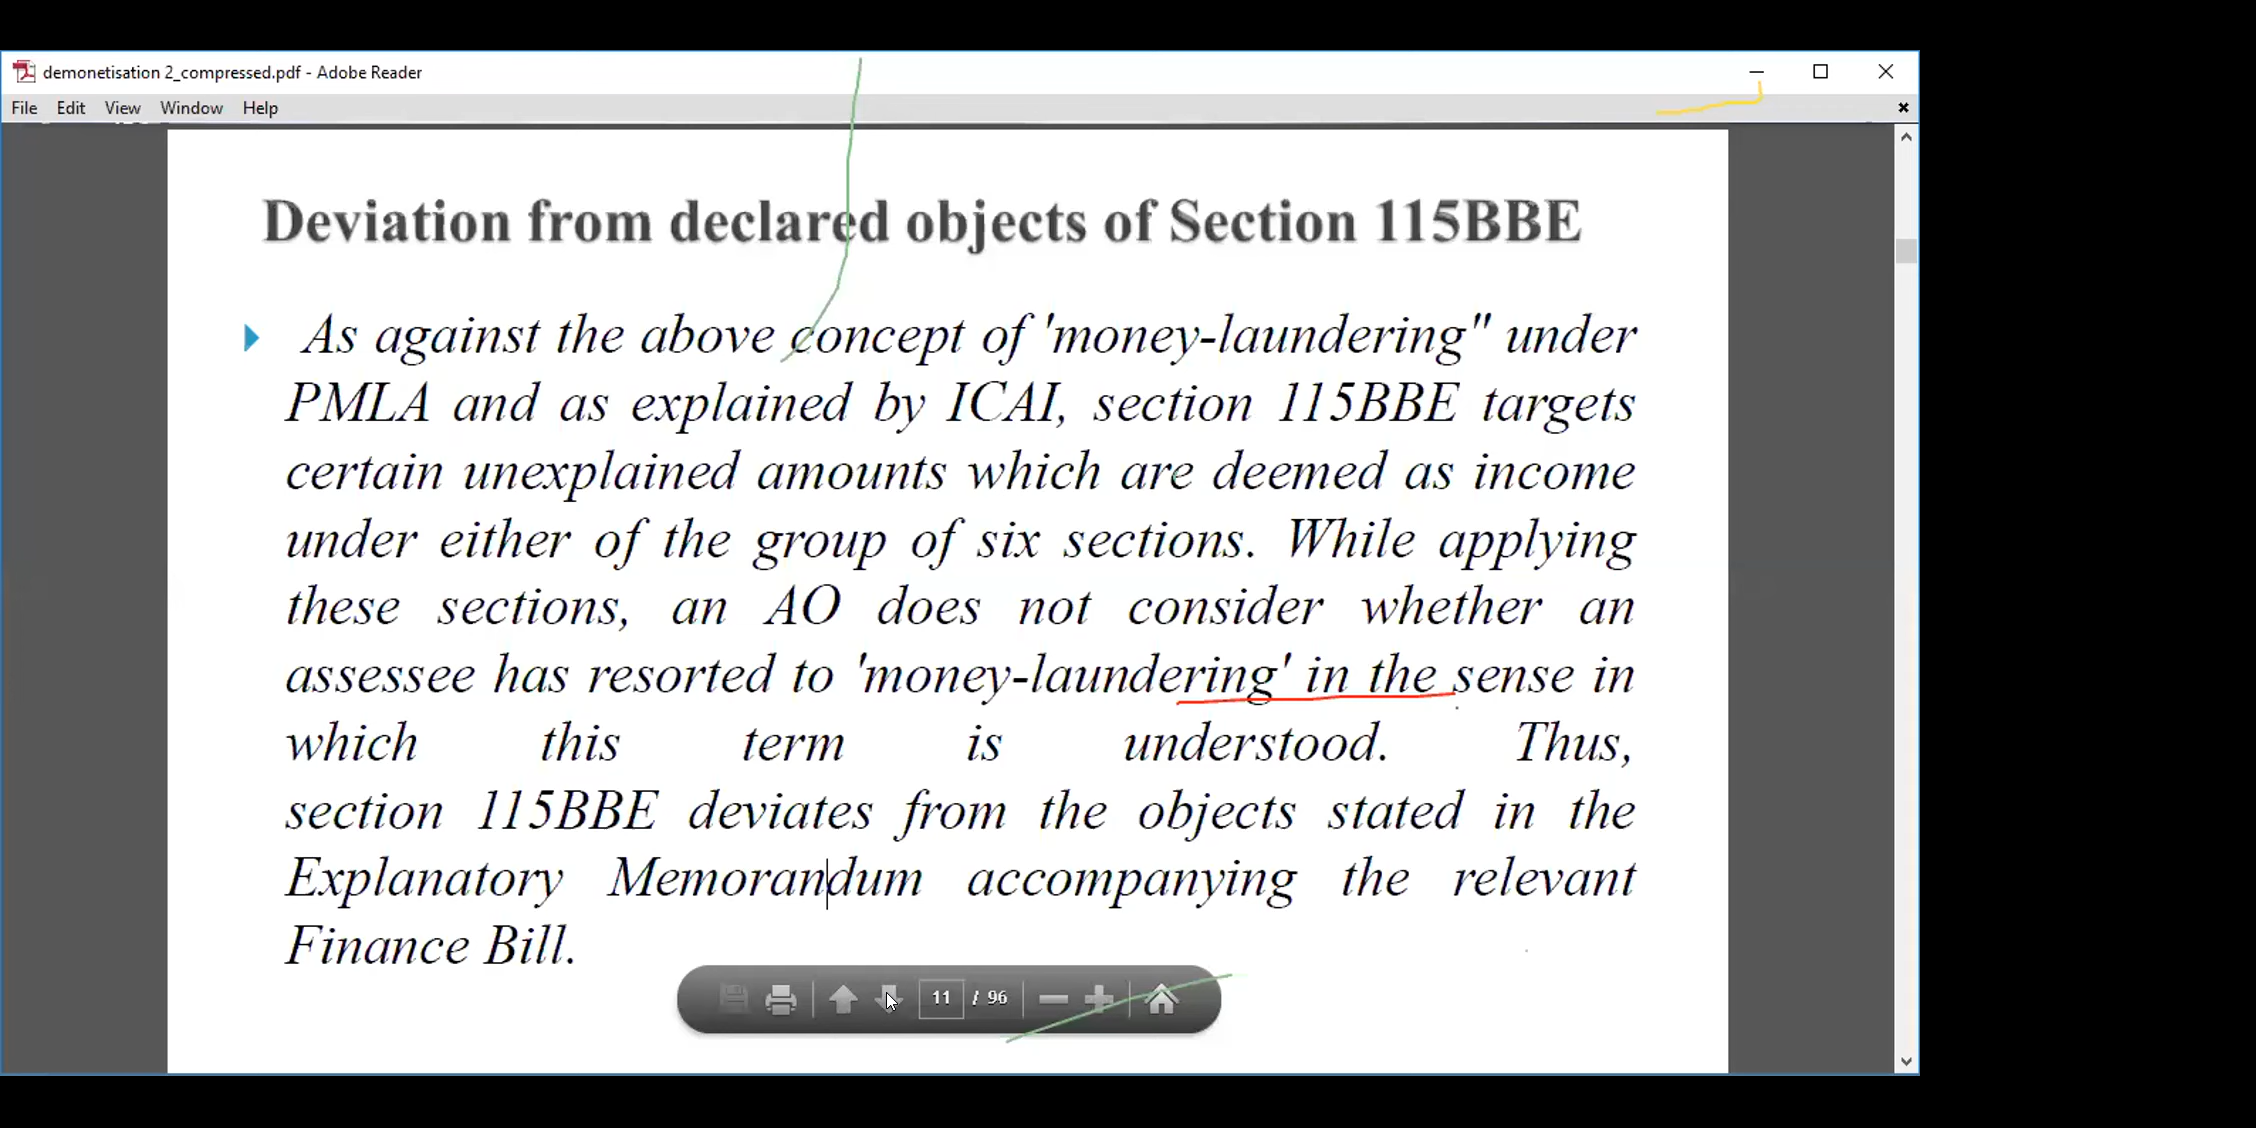 demonetisation 2_compressed.pdf - Adobe Reader
File Edit View Window Help
Deviation from declared objects of Section 115BBE
As against the above concept of 'money-laundering" under
PMLA and as explained by ICAI, section 115BBE targets
certain unexplained amounts which are deemed as income
under either of the group of six sections. While applying
these sections, an AO does not consider whether an
assessee has resorted to 'money-laundering' in the sense in
which this term is understood. Thus,
section 115BBE deviates from the objects stated in the
Explanatory Memorandum accompanying the relevant
Finance Bill.
11 / 96